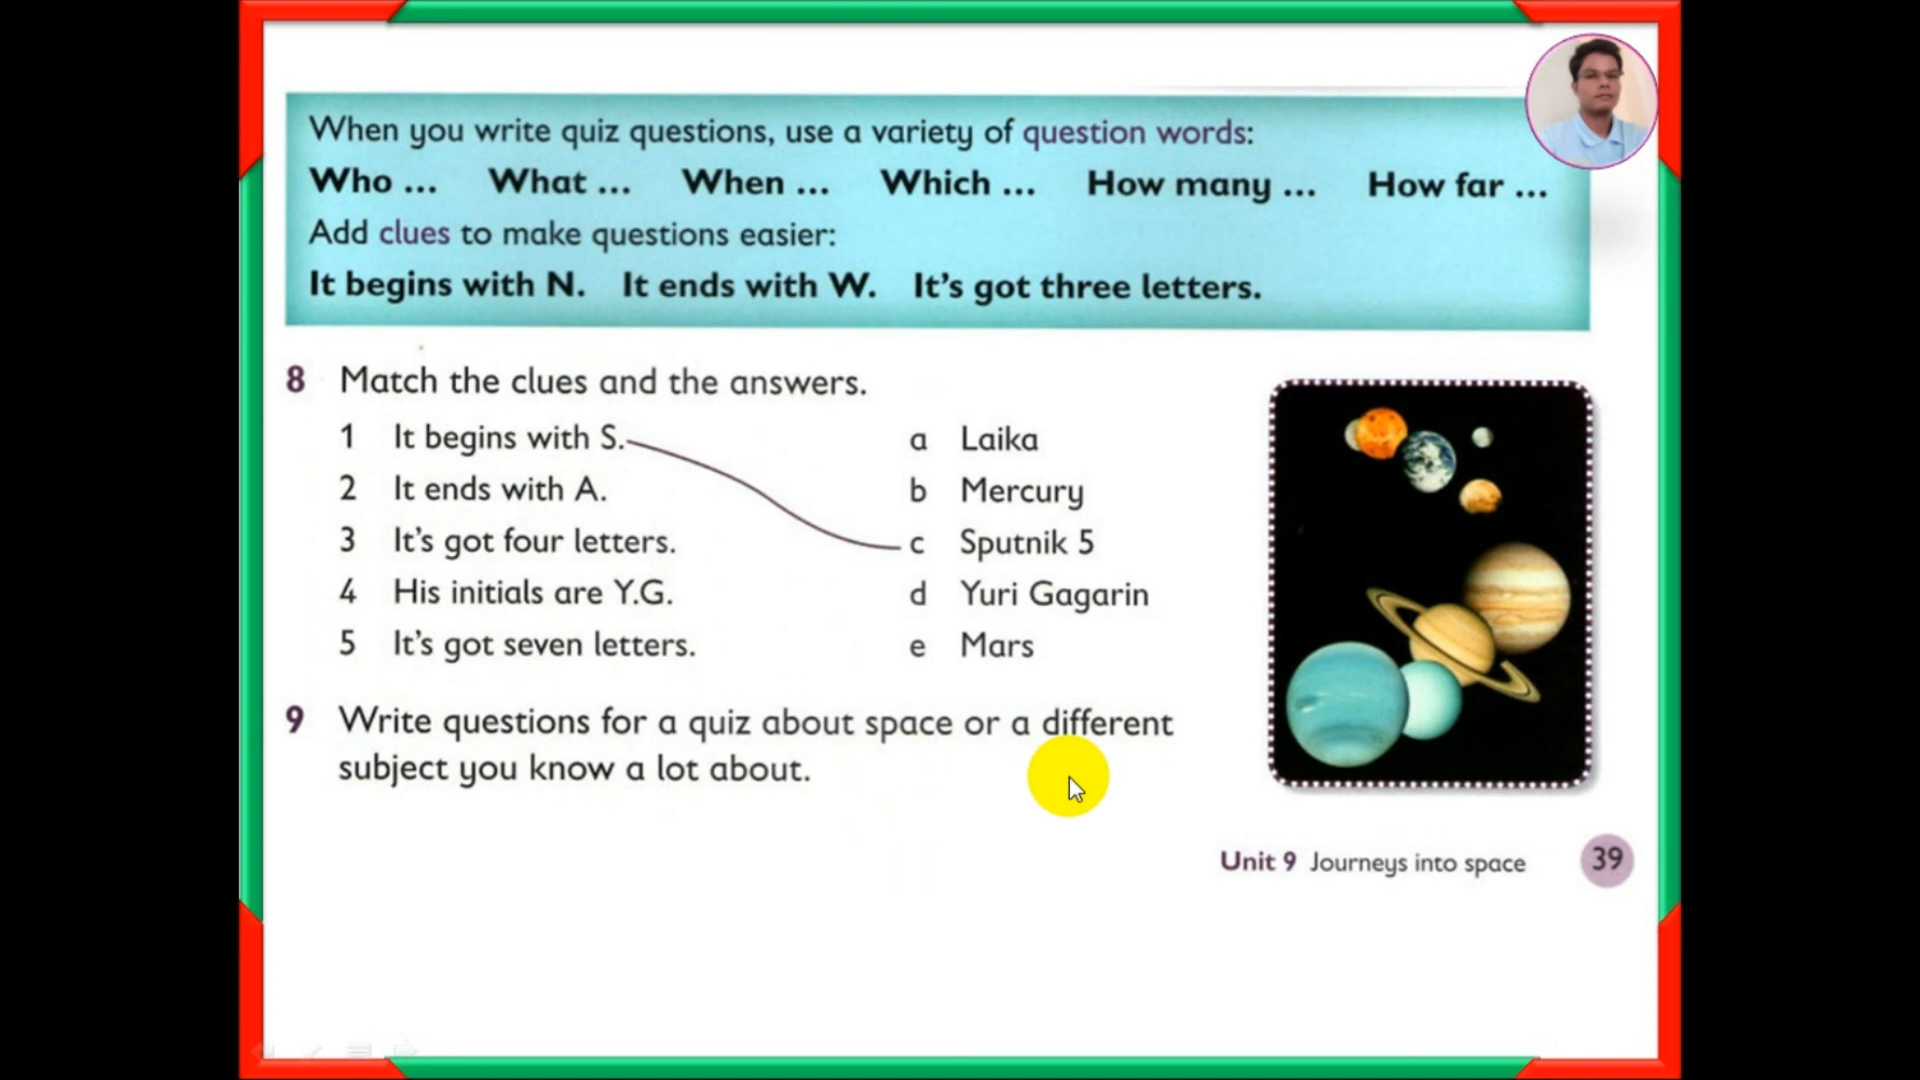 When you write quiz questions, use a variety of question words:
Who ... What ... When ... Which ... How many ... How far ...
Add clues to make questions easier:
It begins with N. It ends with W. It's got three letters.
8 Match the clues and the answers.
1 It begins with S. a Laika
2 It ends with A. b Mercury
3 It's got four letters. c Sputnik 5
4 His initials are Y.G. d Yuri Gagarin
5 It's got seven letters. e Mars
9 Write questions for a quiz about space or a different
subject you know a lot about.
Unit 9 Journeys into space 39